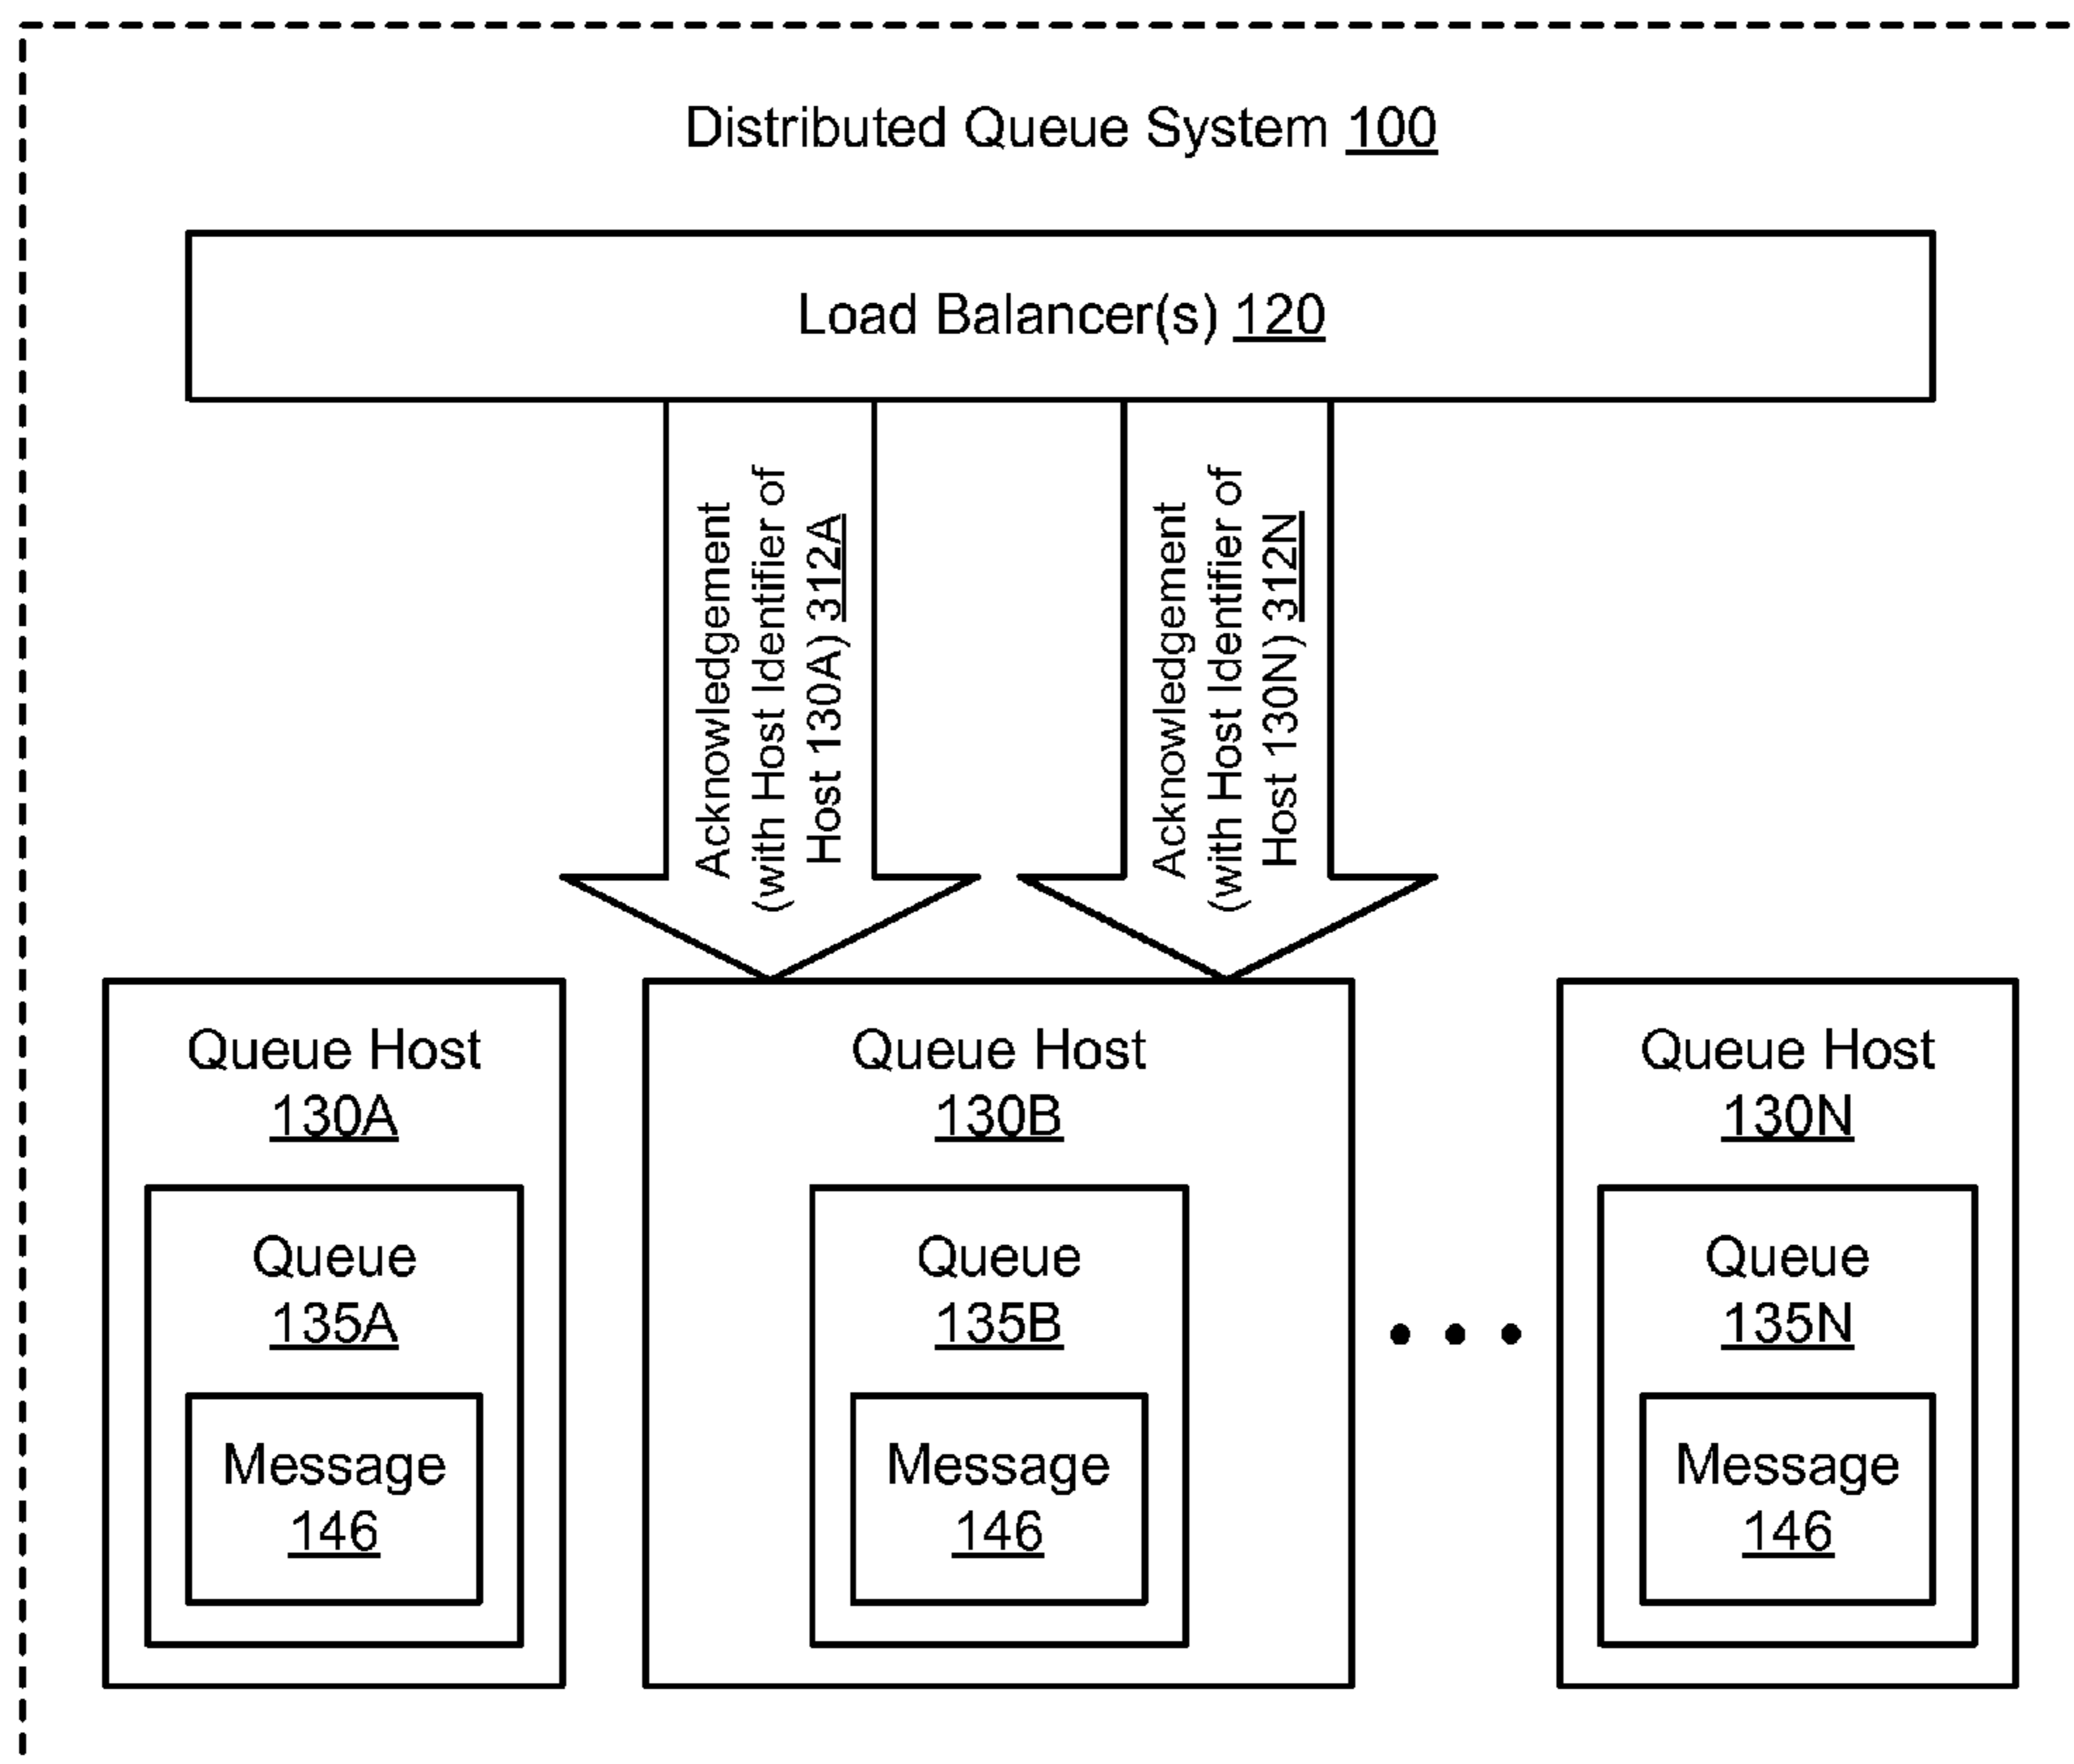 Distributed Queue System 100
Load Balancer(s) 120
Acknowledgement
(with Host Identifier of
Host 130A) 312A
Acknowledgement
(with Host Identifier of
Host 130N) 312N
Queue Host
130A
Queue
135A
Message
146
Queue Host
130B
Queue
135B
Message
146
Queue Host
130N
Queue
135N
Message
146